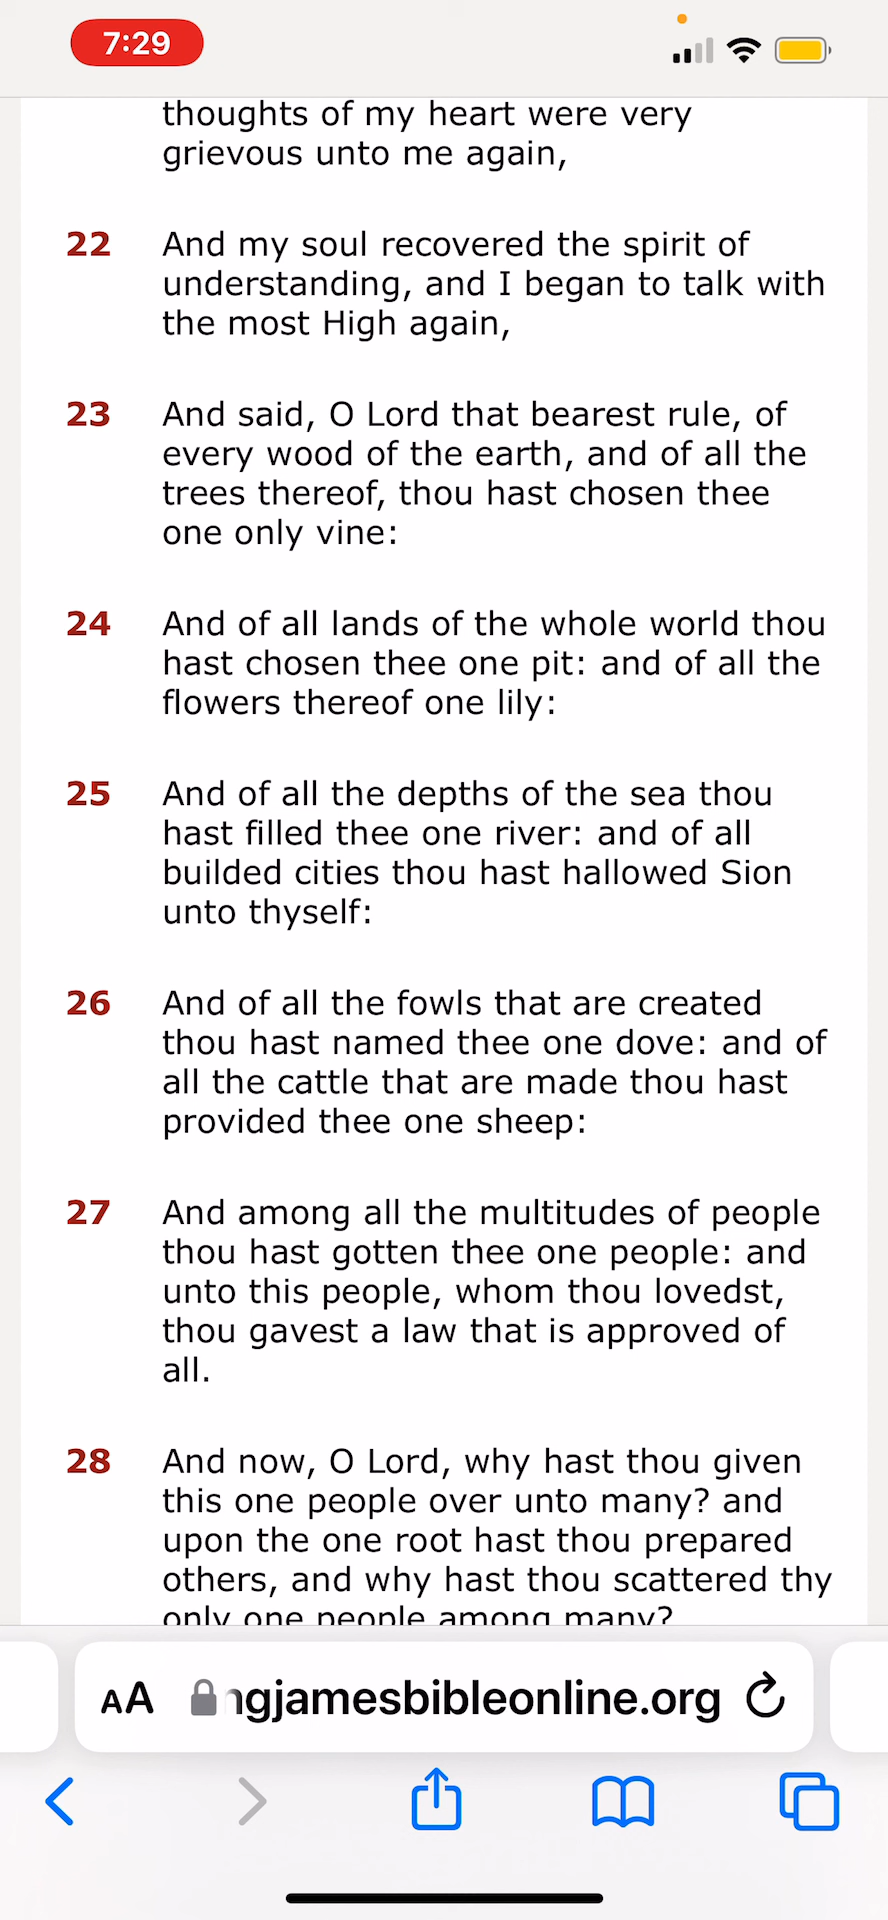 7:29
thoughts of my heart were very
grievous unto me again,
22 And my soul recovered the spirit of
understanding, and I began to talk with
the most High again,
23 And said, O Lord that bearest rule, of
every wood of the earth, and of all the
trees thereof, thou hast chosen thee
one only vine:
24 And of all lands of the whole world thou
hast chosen thee one pit: and of all the
flowers thereof one lily:
25 And of all the depths of the sea thou
hast filled thee one river: and of all
builded cities thou hast hallowed Sion
unto thyself:
26 And of all the fowls that are created
thou hast named thee one dove: and of
all the cattle that are made thou hast
provided thee one sheep:
27 And among all the multitudes of people
thou hast gotten thee one people: and
unto this people, whom thou lovedst,
thou gavest a law that is approved of
all.
28 And now, O Lord, why hast thou given
this one people over unto many? and
upon the one root hast thou prepared
others, and why hast thou scattered thy
only one people among many?
AA ngjamesbibleonline.org